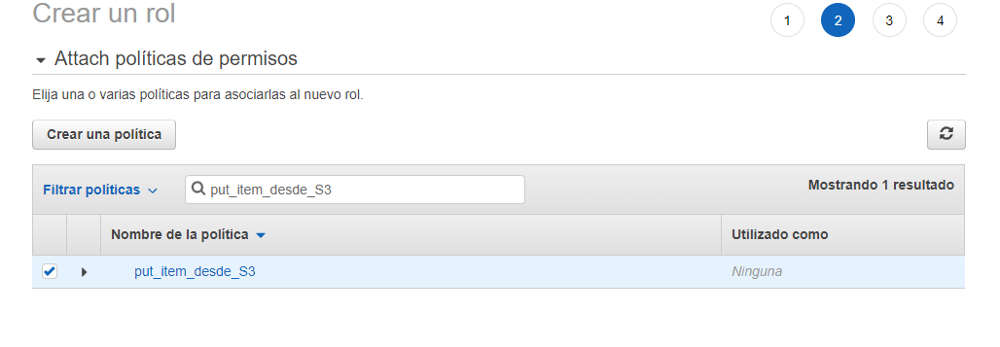 Crear un rol
1 2 3 4
Attach políticas de permisos
Elija una o varias políticas para asociarlas al nuevo rol.
Crear una política
Filtrar políticas
put_item_desde_S3
Mostrando 1 resultado
Nombre de la política
Utilizado como
put_item_desde_S3
Ninguna